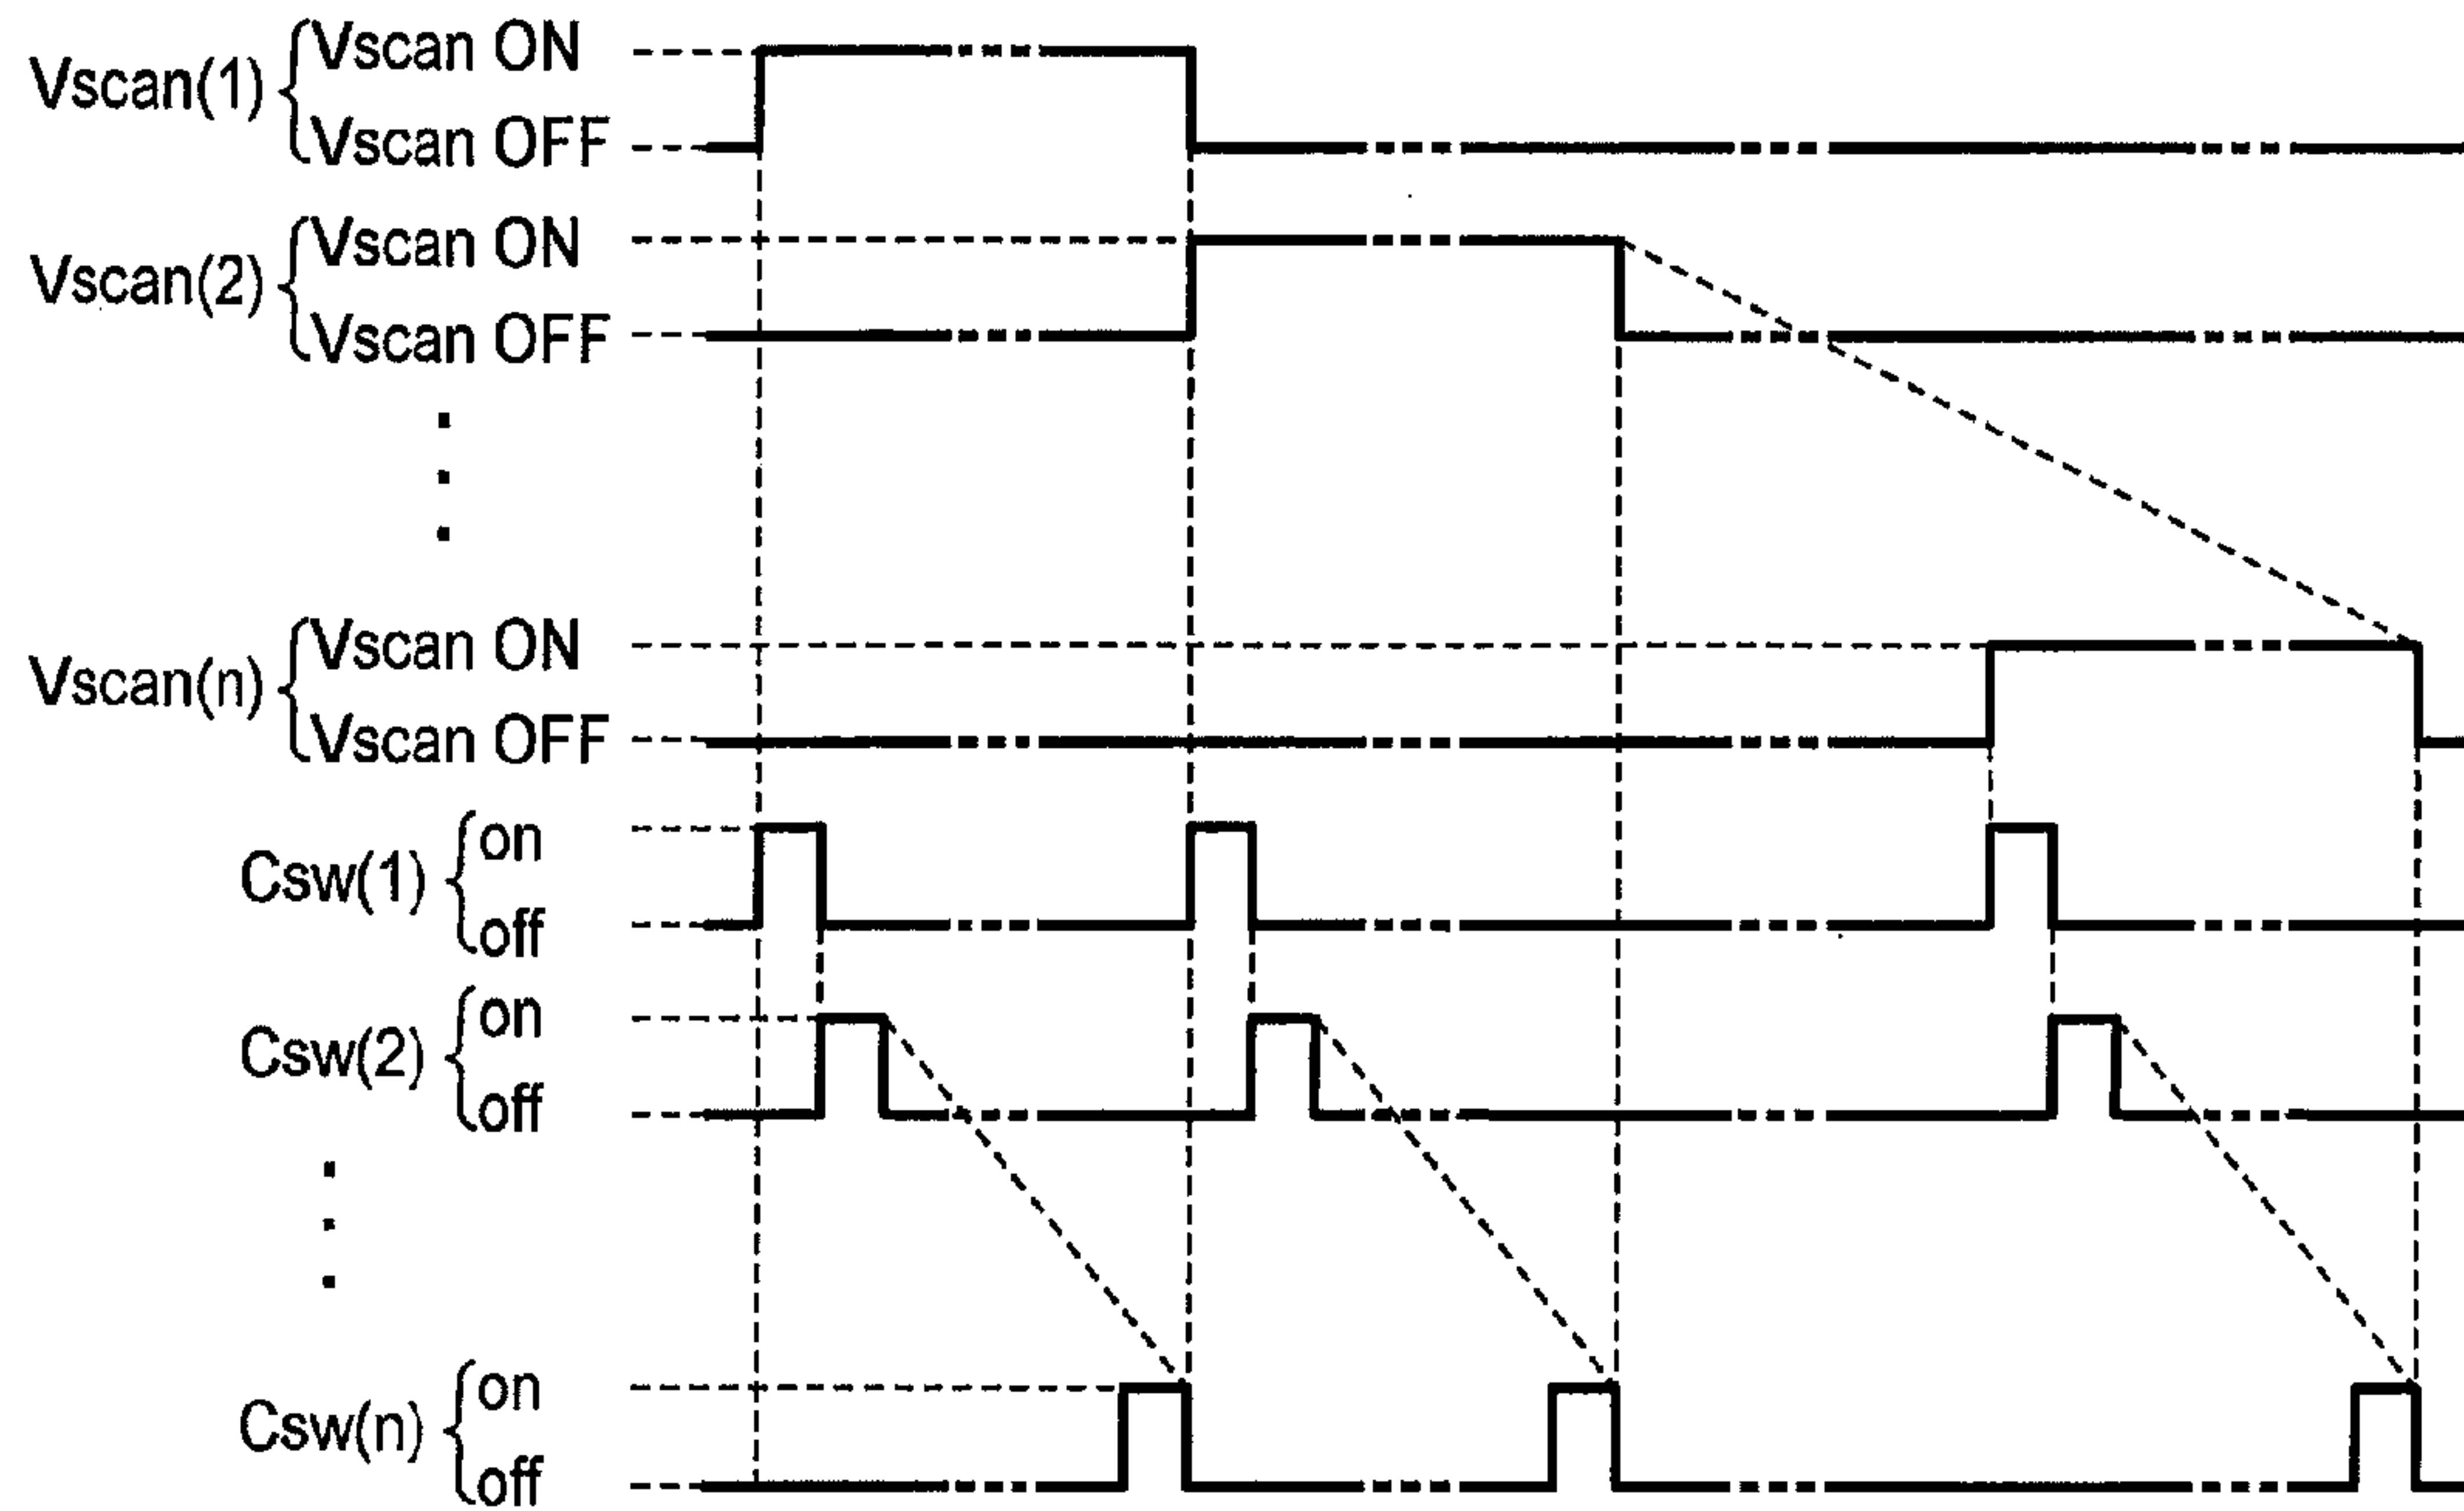 Vscan(1)
Vscan ON
Vscan OFF
Vscan(2)
Vscan ON
Vscan OFF
Vscan(n)
Vscan ON
Vscan OFF
Csw(1)
on
off
Csw(2)
on
off
Csw(n)
on
off